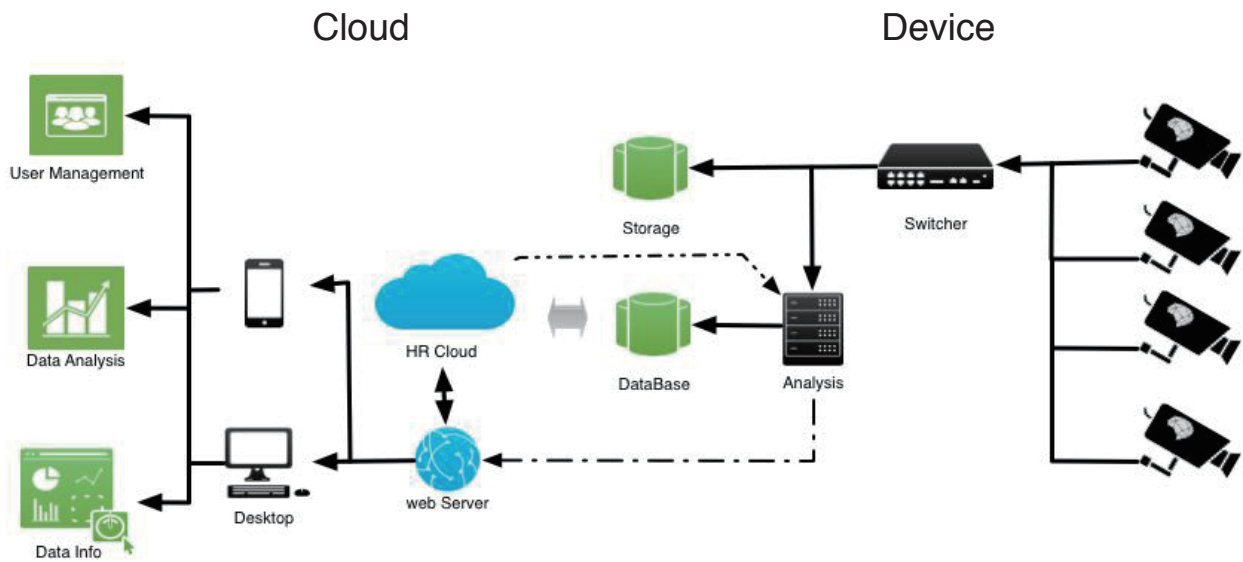 Cloud
Device
User Management
Storage
Switcher
HR Cloud
Data Analysis
DataBase
Analysis
web Server
Desktop
Data Info